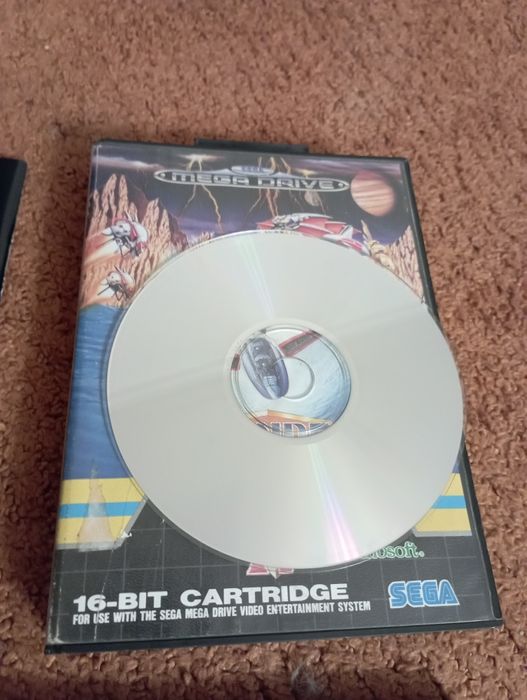 MEGA DRIVE
16-BIT CARTRIDGE
SEGA
FOR USE WITH THE SEGA MEGA DRIVE VIDEO ENTERTAINMENT SYSTEM